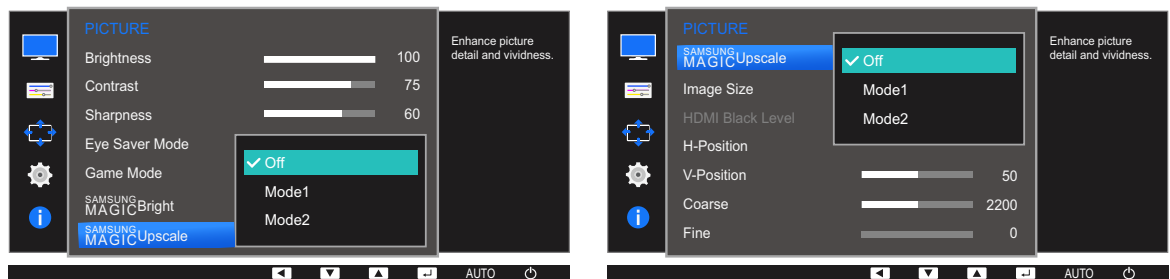 PICTURE
Brightness 100
Contrast 75
Sharpness 60
Eye Saver Mode
Game Mode
SAMSUNG
MAGICBright
SAMSUNG
MAGICUpscale
Off
Mode1
Mode2
Enhance picture
detail and vividness.
AUTO
PICTURE
SAMSUNG
MAGICUpscale
Image Size
HDMI Black Level
H-Position
V-Position 50
Coarse 2200
Fine 0
Off
Mode1
Mode2
Enhance picture
detail and vividness.
AUTO